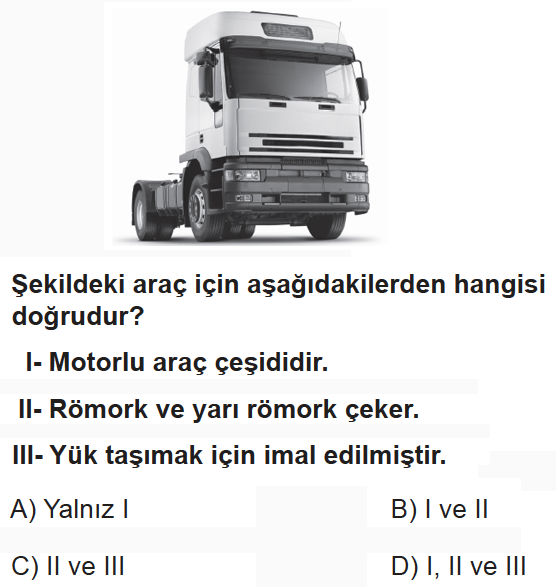 Şekildeki araç için aşağıdakilerden hangisi
doğrudur?
I- Motorlu araç çeşididir.
II- Römork ve yarı römork çeker.
III- Yük taşımak için imal edilmiştir.
A) Yalnız I
B) I ve II
C) II ve III
D) I, II ve III